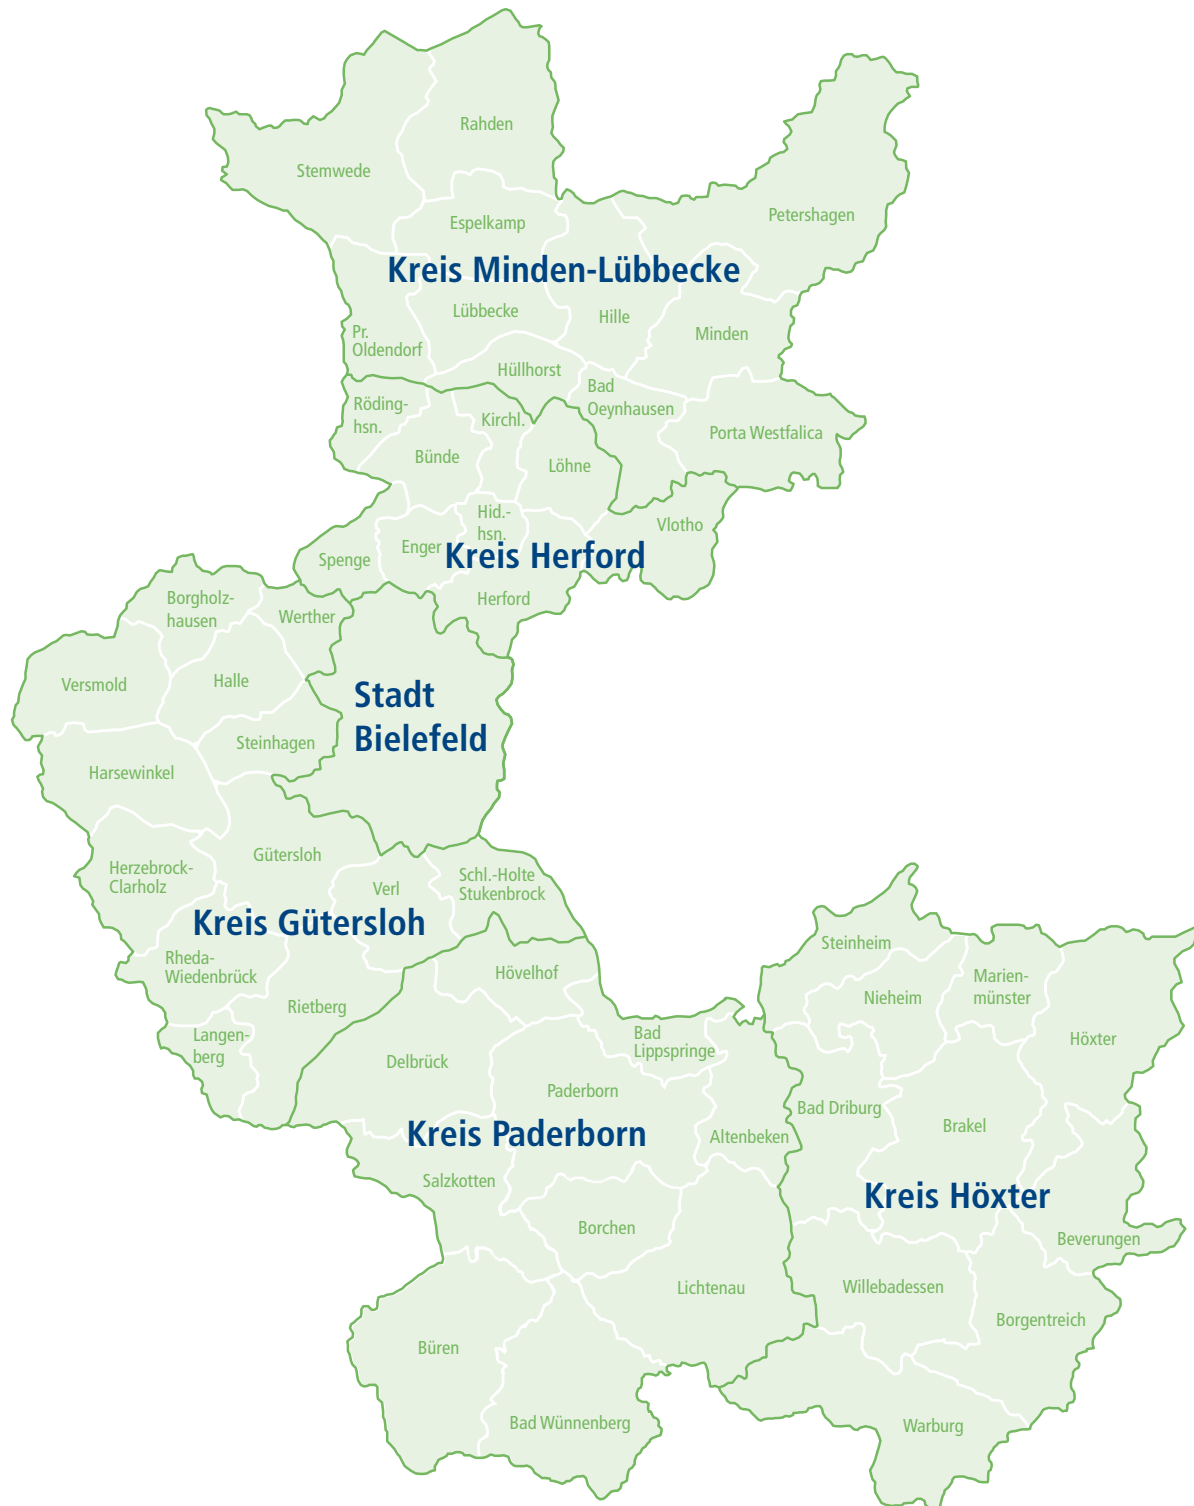 Rahden
Stemwede
Petershagen
Espelkamp
Kreis Minden-Lübbecke
Lübbecke
Hille
Minden
Pr.
Oldendorf
Hüllhorst
Bad
Oeynhausen
Röding-
hsn.
Kirchl.
Porta Westfalica
Bünde
Löhne
Hid.-
hsn.
Vlotho
Enger
Spenge
Kreis Herford
Herford
Borgholz-
hausen
Werther
Versmold
Halle
Stadt
Bielefeld
Steinhagen
Harsewinkel
Gütersloh
Herzebrock-
Clarholz
Verl
Schl.-Holte
Stukenbrock
Kreis Gütersloh
Rheda-
Wiedenbrück
Rietberg
Langen-
berg
Hövelhof
Steinheim
Nieheim
Marien-
münster
Höxter
Bad
Lippspringe
Delbrück
Paderborn
Bad Driburg
Brakel
Kreis Paderborn
Altenbeken
Salzkotten
Kreis Höxter
Borchen
Beverungen
Lichtenau
Willebadessen
Borgentreich
Büren
Bad Wünnenberg
Warburg